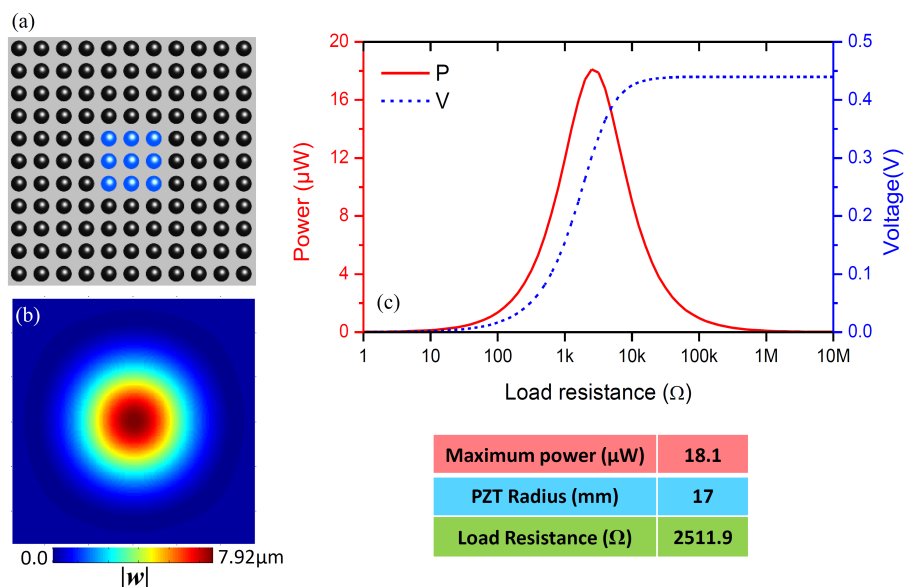 (a)
(b)
0.0 7.92μm
|w|
20
16
12
8
4
0
Power (μW)
P
V
(c)
0.5
0.4
0.3
0.2
0.1
0.0
Voltage(V)
1 10 100 1k 10k 100k 1M 10M
Load resistance (Ω)
Maximum power (μW) 18.1
PZT Radius (mm) 17
Load Resistance (Ω) 2511.9